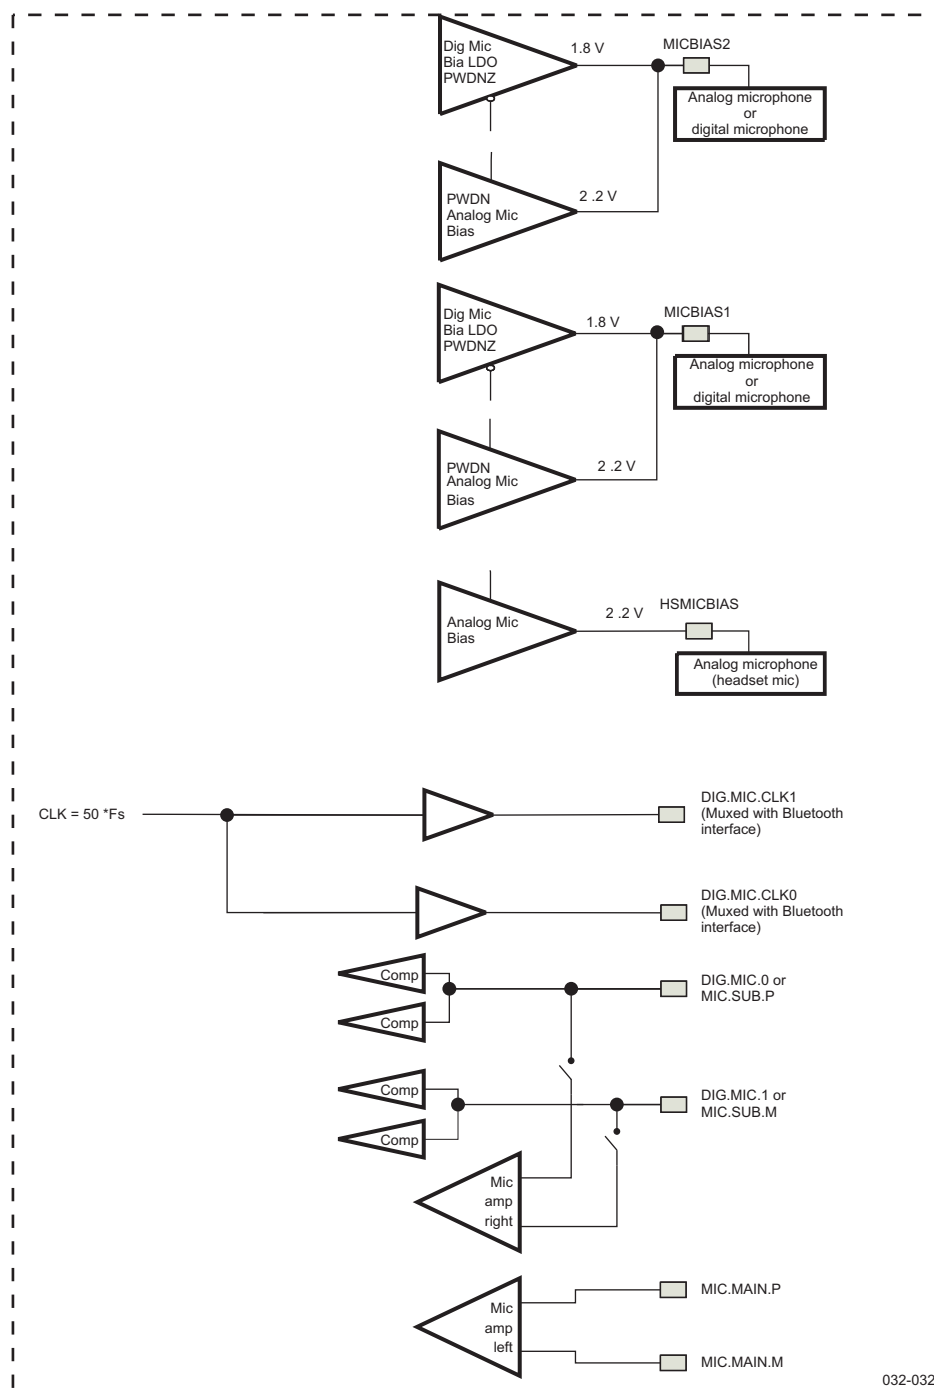 Dig Mic
Bia LDO
PWDNZ
1.8 V
MICBIAS2
Analog microphone
or
digital microphone
PWDN
Analog Mic
Bias
2 .2 V
Dig Mic
Bia LDO
PWDNZ
1.8 V
MICBIAS1
Analog microphone
or
digital microphone
PWDN
Analog Mic
Bias
2 .2 V
Analog Mic
Bias
2 .2 V
HSMICBIAS
Analog microphone
(headset mic)
CLK = 50 *Fs
DIG.MIC.CLK1
(Muxed with Bluetooth
interface)
DIG.MIC.CLK0
(Muxed with Bluetooth
interface)
Comp
Comp
DIG.MIC.0 or
MIC.SUB.P
Comp
Comp
DIG.MIC.1 or
MIC.SUB.M
Mic
amp
right
Mic
amp
left
MIC.MAIN.P
MIC.MAIN.M
032-032